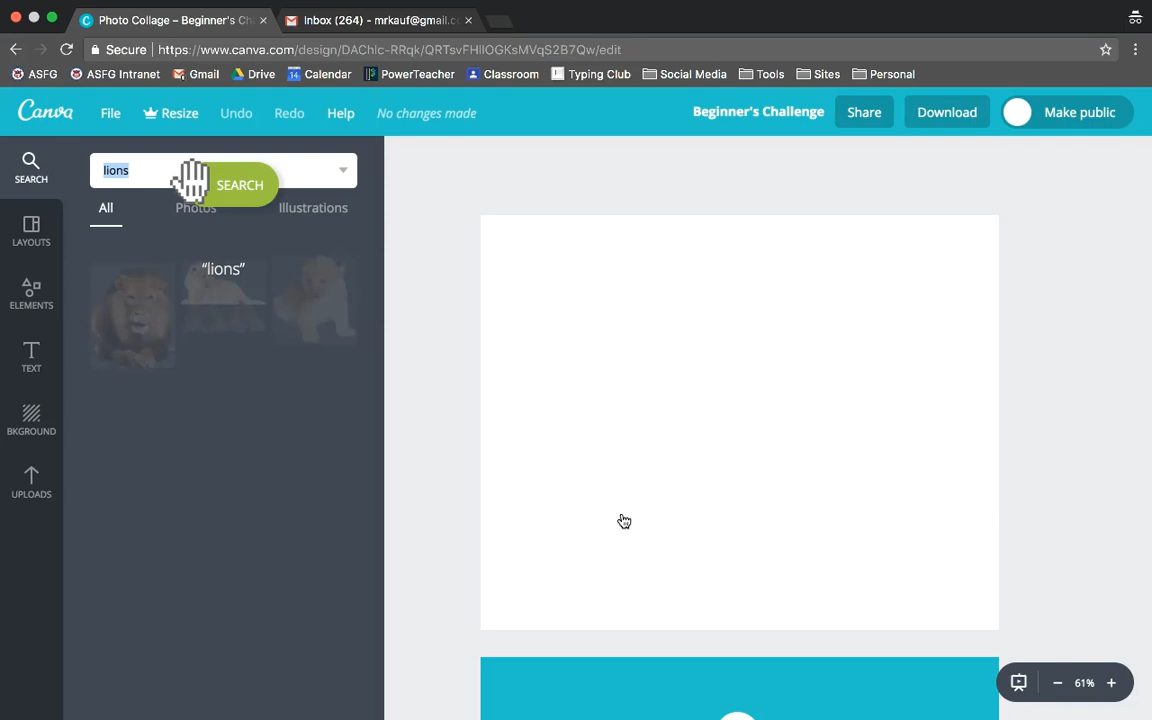 Photo Collage – Beginner's Ch
Inbox (264) - mrkauf@gmail.c
Secure
https://www.canva.com/design/DAChlc-RRqk/QRTsvFHIlOGKsMVqS2B7Qw/edit
ASFG
ASFG Intranet
Gmail
Drive
Calendar
PowerTeacher
Classroom
Typing Club
Social Media
Tools
Sites
Personal
Canva
File
Resize
Undo
Redo
Help
No changes made
Beginner's Challenge
Share
Download
Make public
SEARCH
lions
SEARCH
All
Photos
Illustrations
"lions"
LAYOUTS
ELEMENTS
TEXT
BKGROUND
UPLOADS
61%